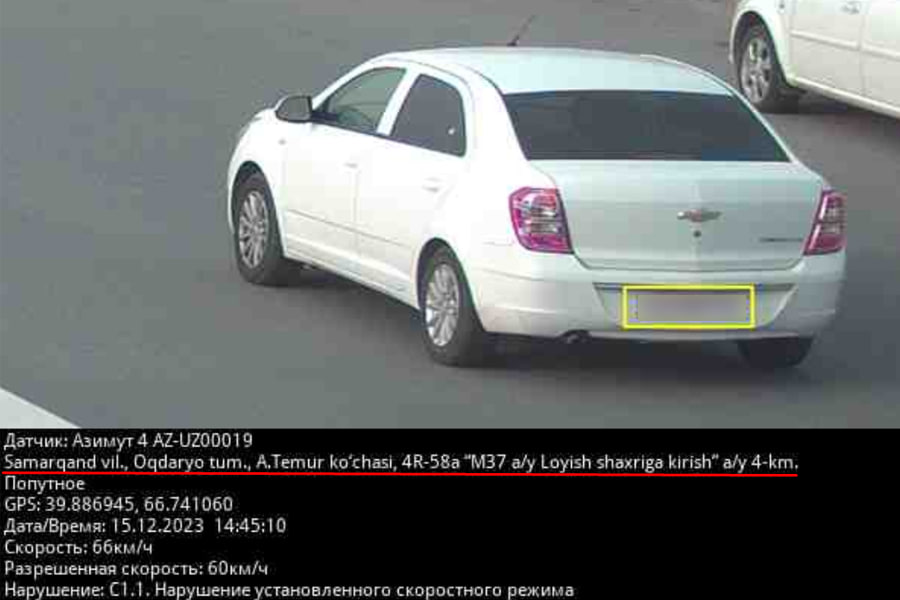 Датчик: Азимут 4 AZ-UZ00019
Samarqand vil., Oqdaryo tum., A.Temur ko‘chasi, 4R-58a “M37 a/y Loyish shaxriga kirish” a/y 4-km.
Попутное
GPS: 39.886945, 66.741060
Дата/Время: 15.12.2023 14:45:10
Скорость: 66км/ч
Разрешенная скорость: 60км/ч
Нарушение: С1.1. Нарушение установленного скоростного режима